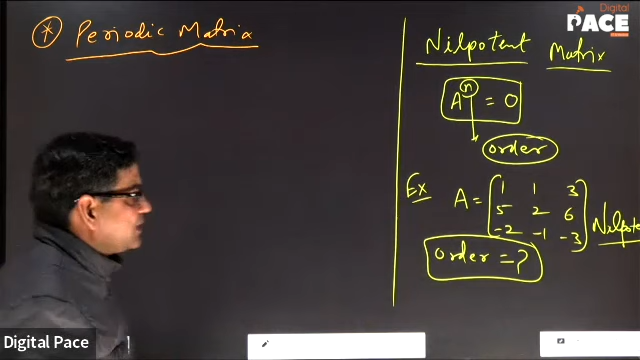 Digital
PACE
* Periodic Matrix
Nilpotent Matrix
A^n = 0
order
Ex A = [1 1 3
5 2 6
-2 -1 -3]
Nilpote
order = ?
Digital Pace